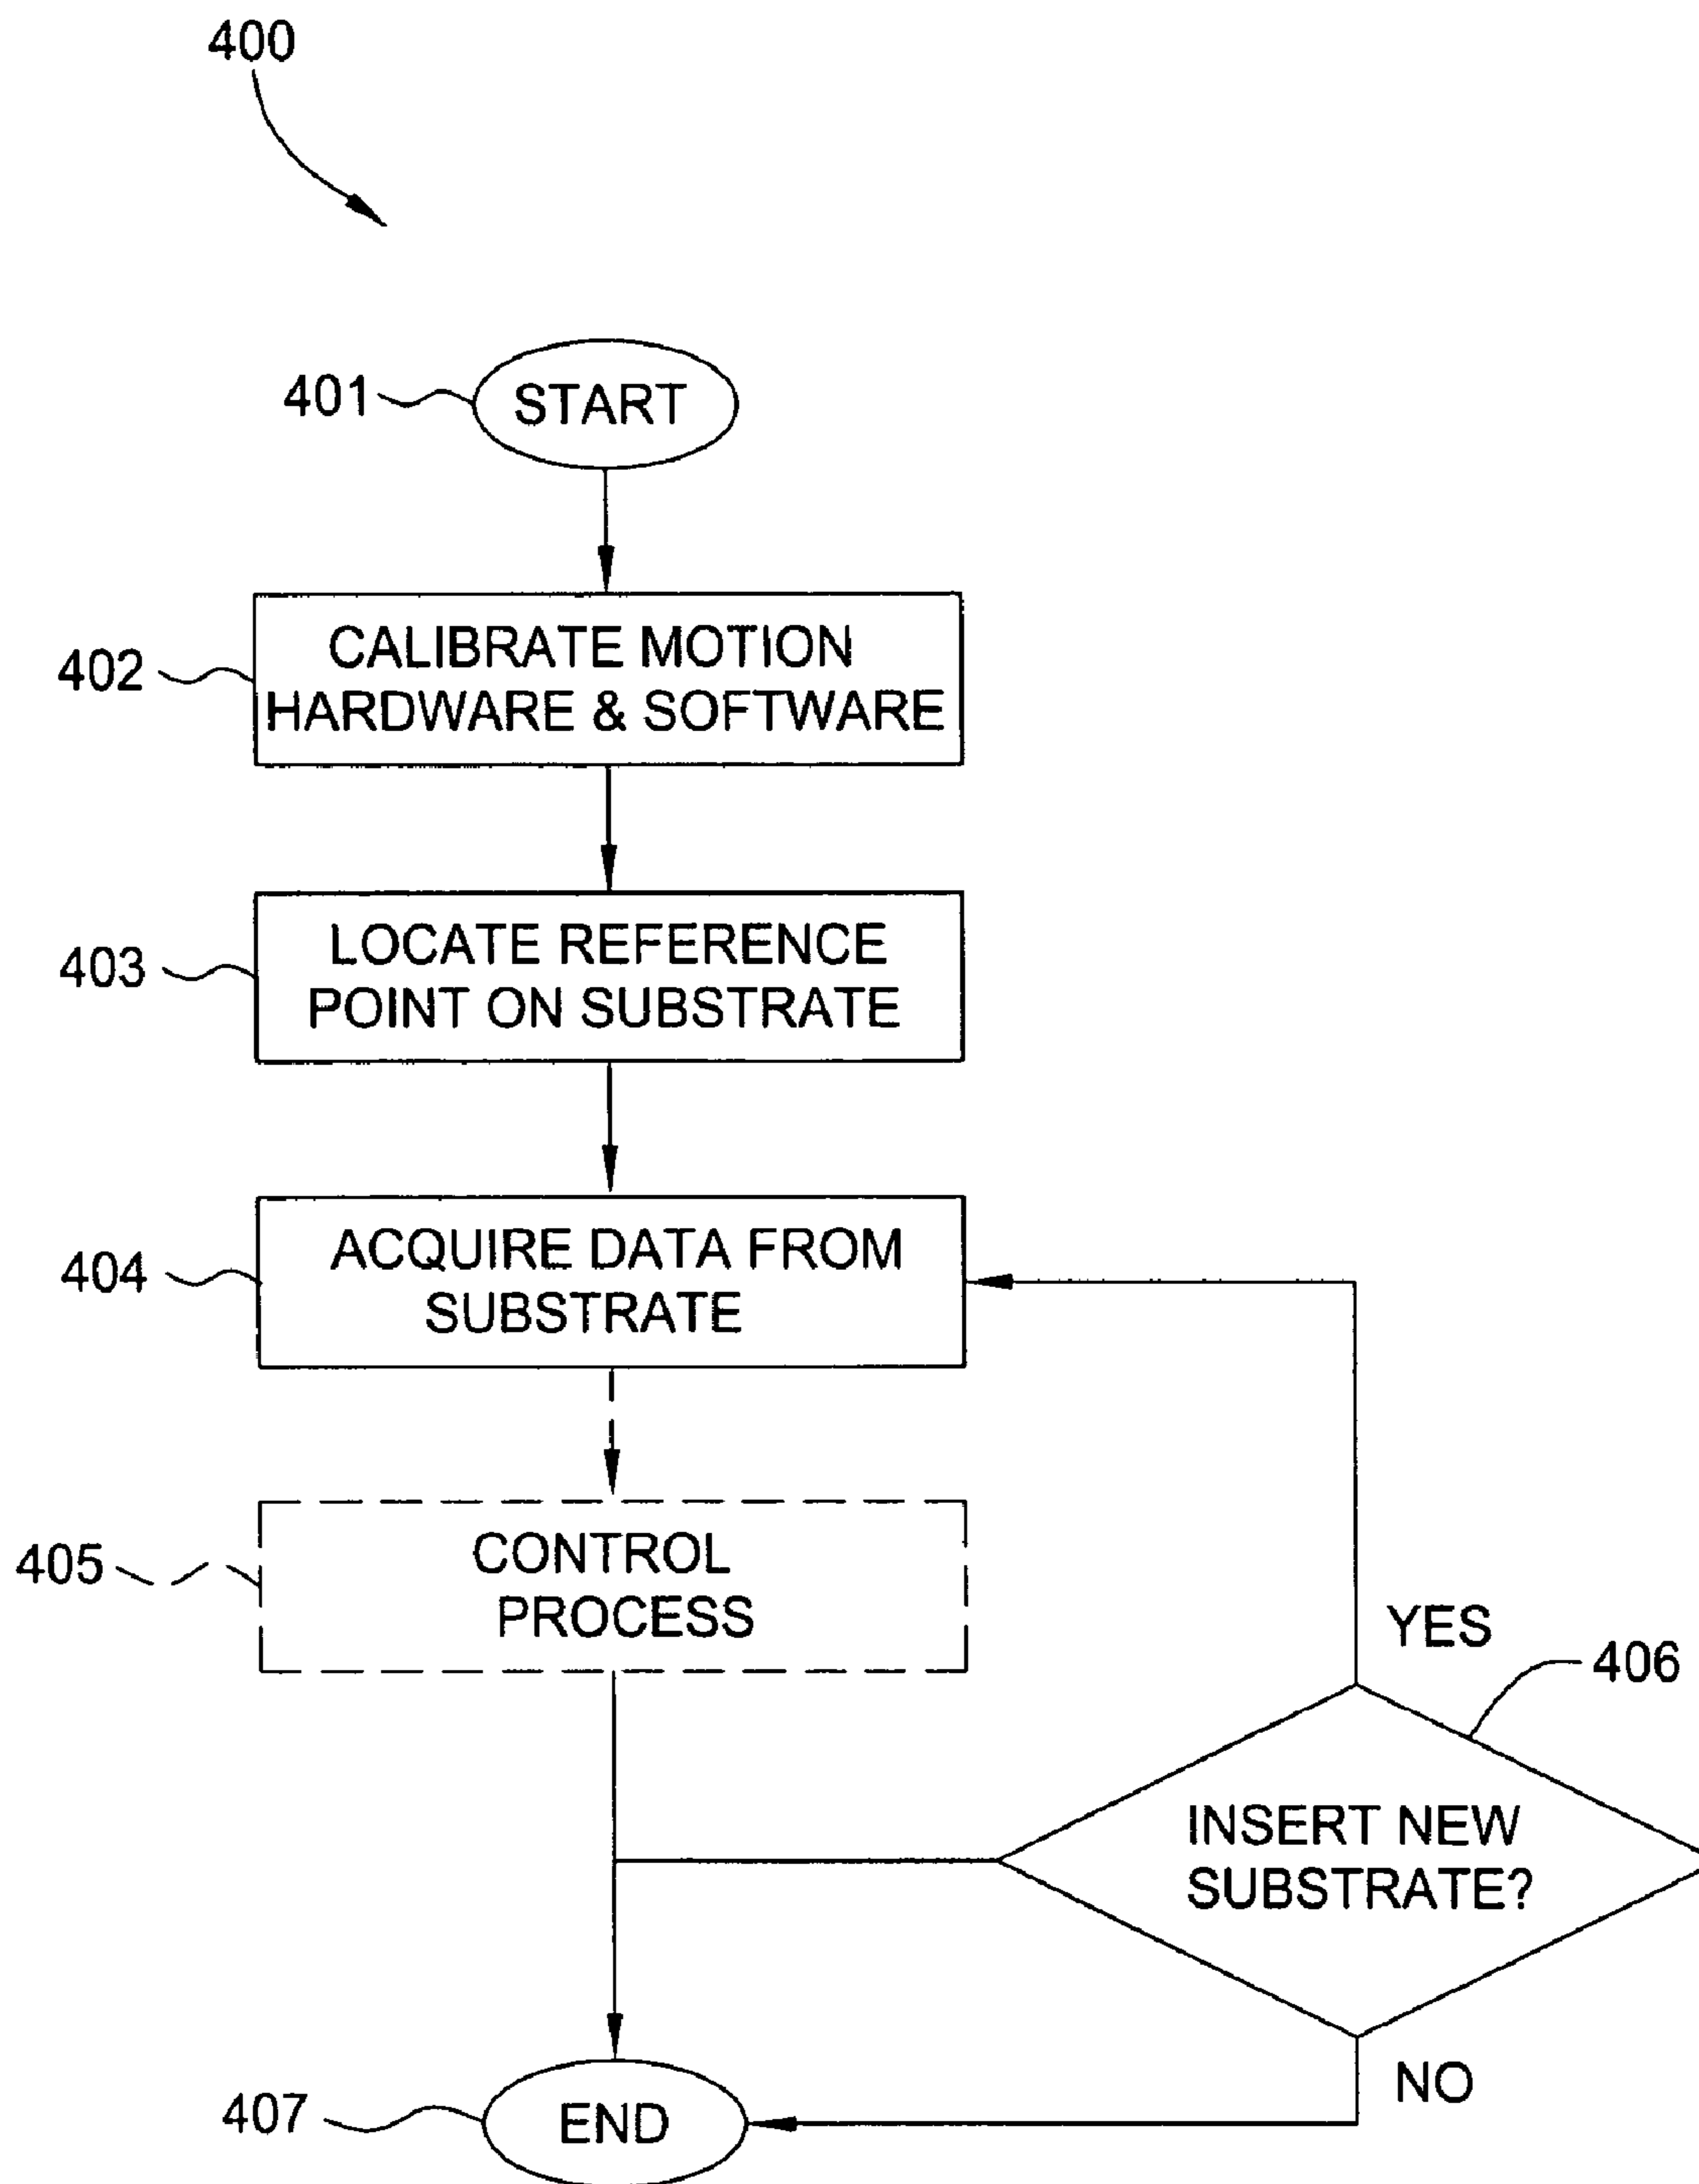 400
401
START
402
CALIBRATE MOTION
HARDWARE & SOFTWARE
403
LOCATE REFERENCE
POINT ON SUBSTRATE
404
ACQUIRE DATA FROM
SUBSTRATE
405
CONTROL
PROCESS
YES
406
INSERT NEW
SUBSTRATE?
NO
407
END